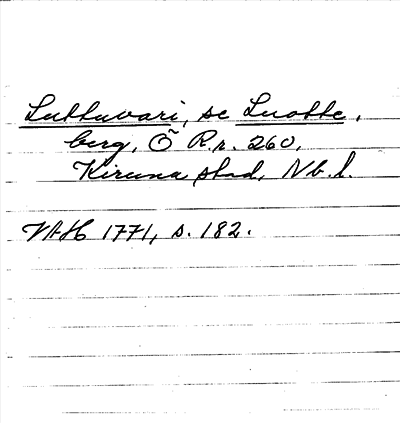 Luttuvari, se Luotte,
berg, Ö R.r. 260,
Kiruna stad, Nb.l.
VAH 1771, s. 182.